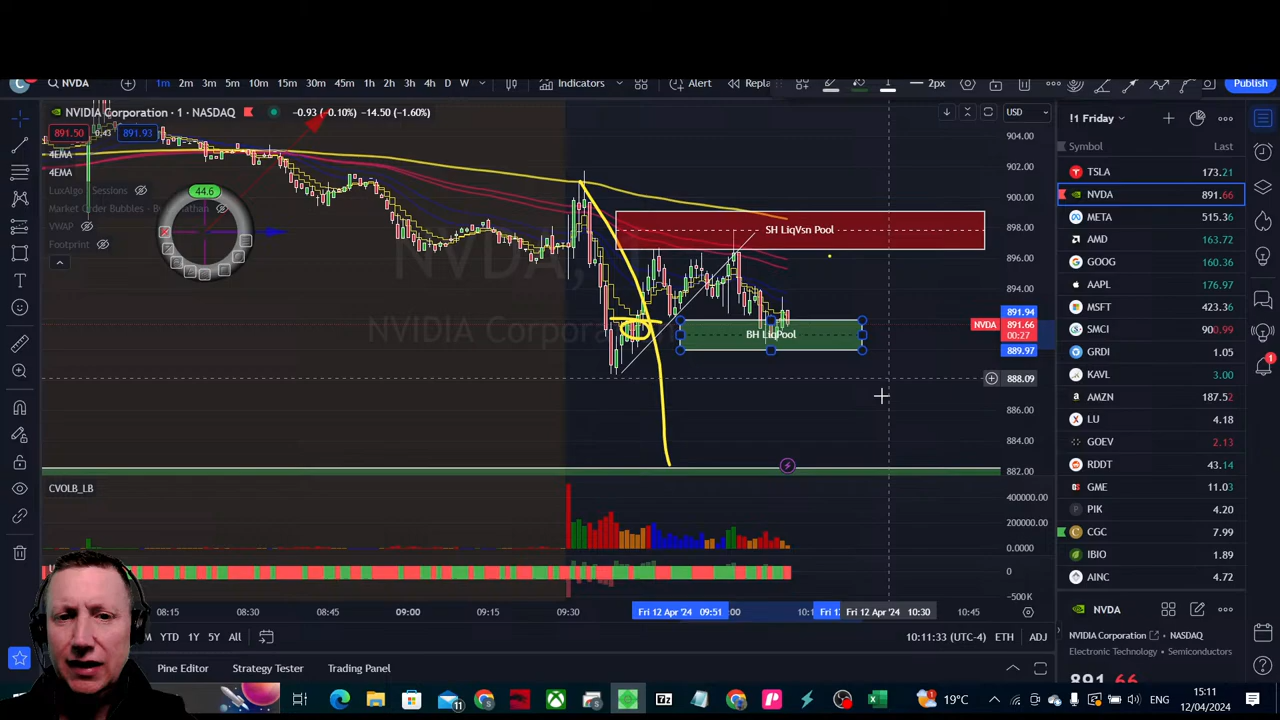 NVDA
1m 2m 3m 5m 10m 15m 30m 45m 1h 2h 3h 4h D W
Indicators
Alert
Repla
2px
Publish
NVIDIA Corporation · 1 · NASDAQ
−0.93 (−0.10%) −14.50 (−1.60%)
USD
!1 Friday
891.50
0.43
891.93
4EMA
4EMA
LuxAlgo - Sessions
VWAP
Footprint
44.6
SH LiqVsn Pool
BH LiqPool
904.00
902.00
900.00
898.00
896.00
894.00
891.94
NVDA 891.66
00:27
889.97
888.09
886.00
884.00
882.00
Symbol Last
TSLA 173.21
NVDA 891.66
META 515.36
AMD 163.72
GOOG 160.36
AAPL 176.97
MSFT 423.36
SMCI 900.99
GRDI 1.05
KAVL 3.00
AMZN 187.52
LU 4.18
GOEV 2.13
RDDT 43.14
GME 11.03
PIK 4.20
CGC 7.99
IBIO 1.89
AINC 4.72
CVOLB_LB
400000.00
200000.00
0.0000
0
−500K
08:15 08:30 08:45 09:00 09:15 09:30 Fri 12 Apr '24 09:51 :00 Fri 12 Apr '24 10:30 10:45
YTD 1Y 5Y All
10:11:33 (UTC-4) ETH ADJ
Pine Editor Strategy Tester Trading Panel
NVDA
NVIDIA Corporation NASDAQ
Electronic Technology • Semiconductors
891.66
19°C
ENG
15:11
12/04/2024